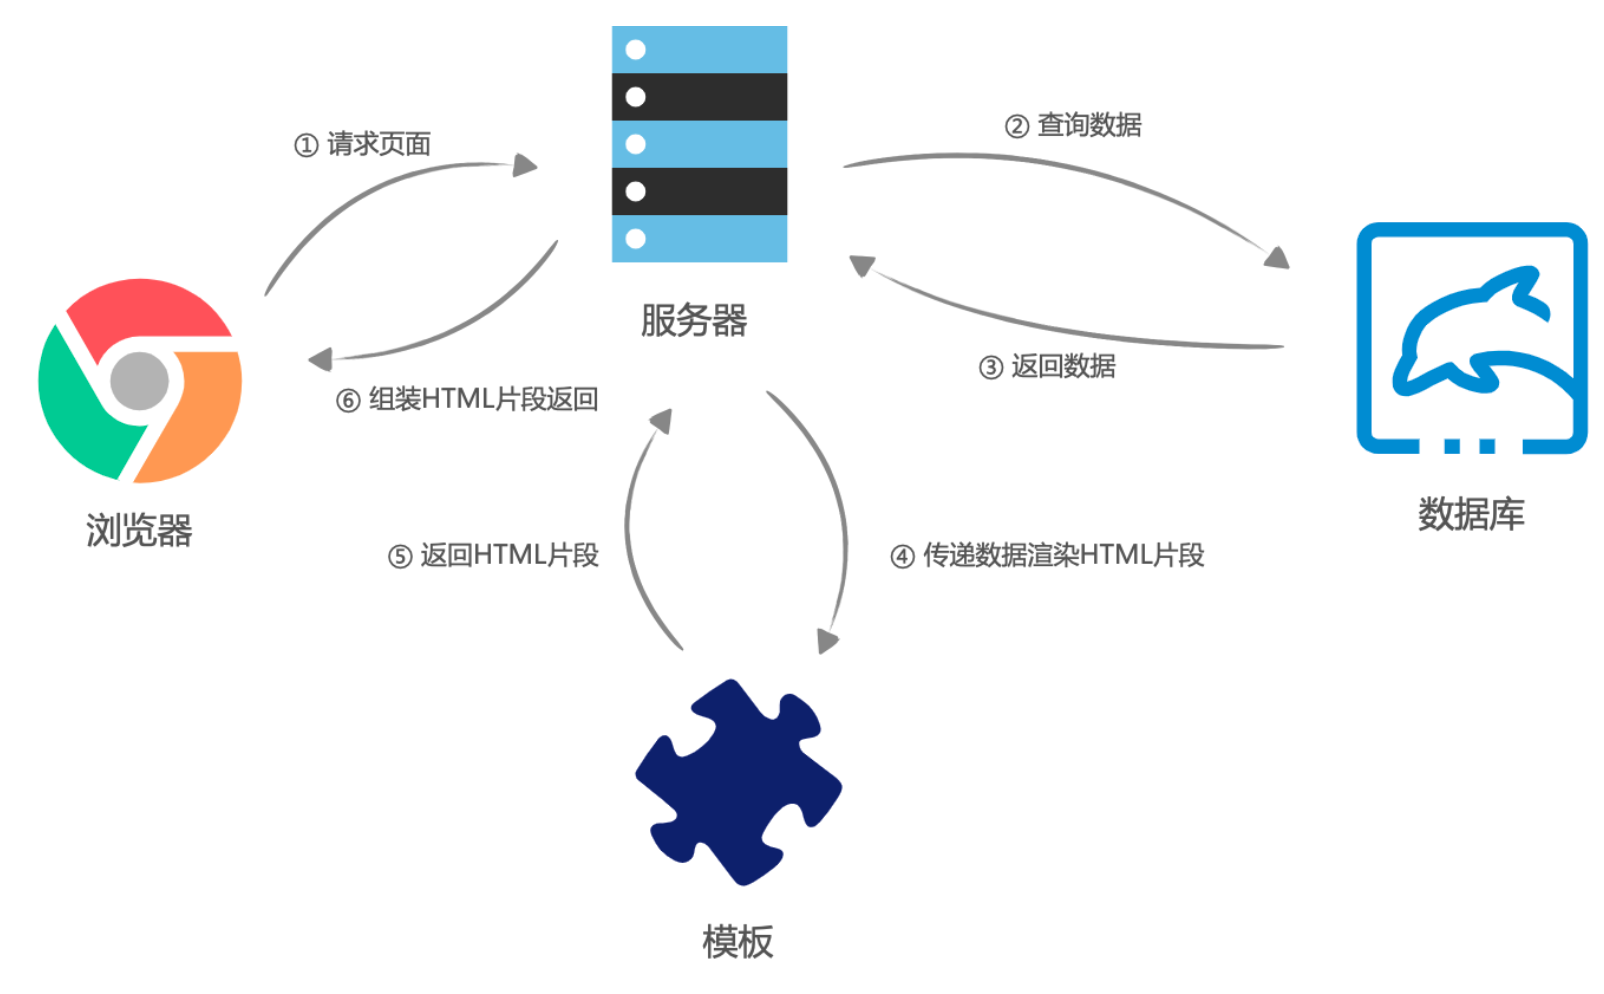 ① 请求页面
② 查询数据
服务器
③ 返回数据
⑥ 组装HTML片段返回
浏览器
数据库
⑤ 返回HTML片段
④ 传递数据渲染HTML片段
模板